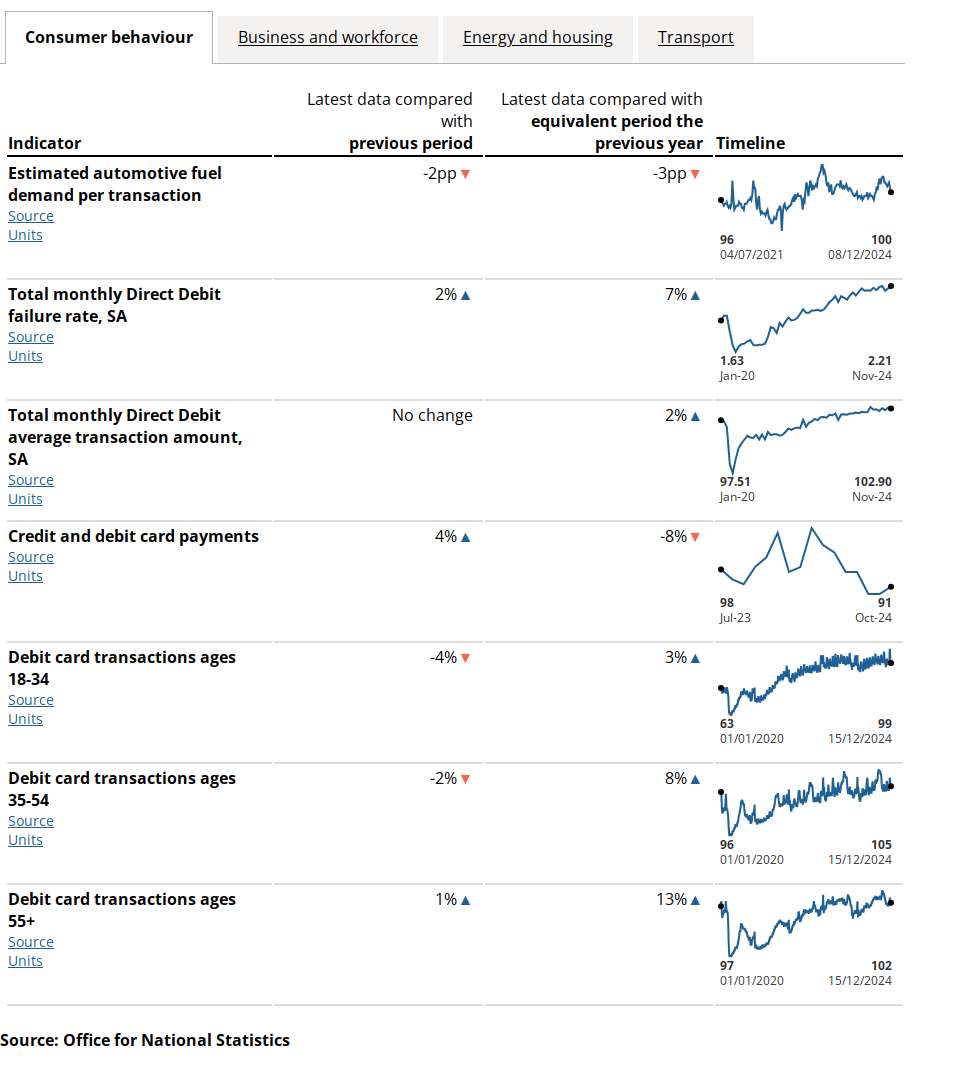 Consumer behaviour
Business and workforce
Energy and housing
Transport
Latest data compared
with
previous period
Latest data compared with
equivalent period the
previous year
Indicator
Timeline
Estimated automotive fuel
demand per transaction
Source
Units
-2pp ▼
-3pp ▼
96
100
04/07/2021
08/12/2024
Total monthly Direct Debit
failure rate, SA
Source
Units
2% ▲
7% ▲
1.63
2.21
Jan-20
Nov-24
Total monthly Direct Debit
average transaction amount,
SA
Source
Units
No change
2% ▲
97.51
102.90
Jan-20
Nov-24
Credit and debit card payments
Source
Units
4% ▲
-8% ▼
98
91
Jul-23
Oct-24
Debit card transactions ages
18-34
Source
Units
-4% ▼
3% ▲
63
99
01/01/2020
15/12/2024
Debit card transactions ages
35-54
Source
Units
-2% ▼
8% ▲
96
105
01/01/2020
15/12/2024
Debit card transactions ages
55+
Source
Units
1% ▲
13% ▲
97
102
01/01/2020
15/12/2024
Source: Office for National Statistics